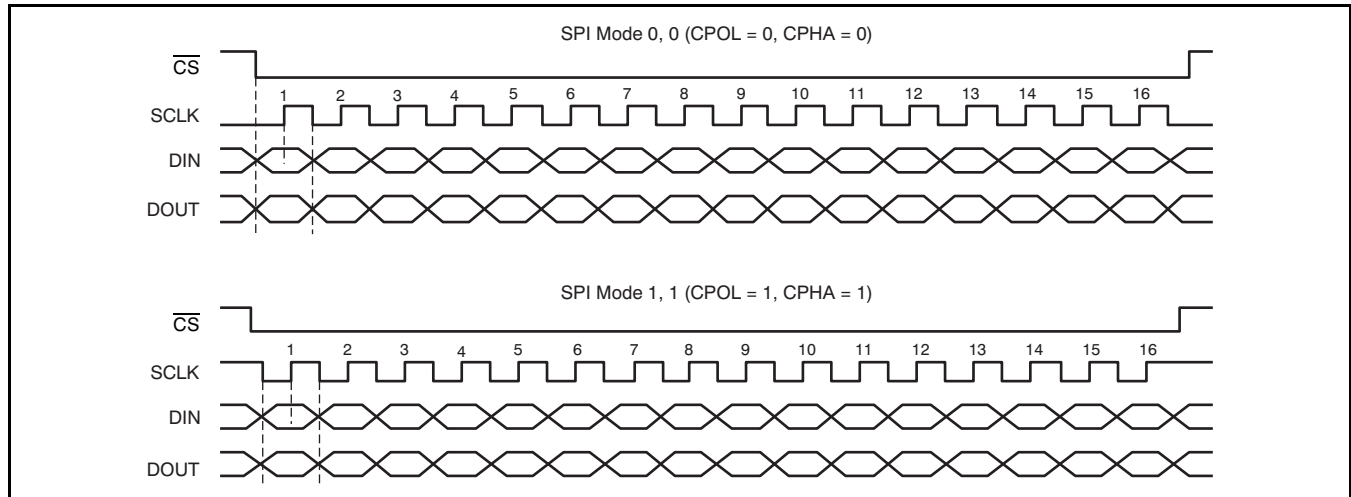 SPI Mode 0, 0 (CPOL = 0, CPHA = 0)
CS
1 2 3 4 5 6 7 8 9 10 11 12 13 14 15 16
SCLK
DIN
DOUT
SPI Mode 1, 1 (CPOL = 1, CPHA = 1)
CS
1 2 3 4 5 6 7 8 9 10 11 12 13 14 15 16
SCLK
DIN
DOUT